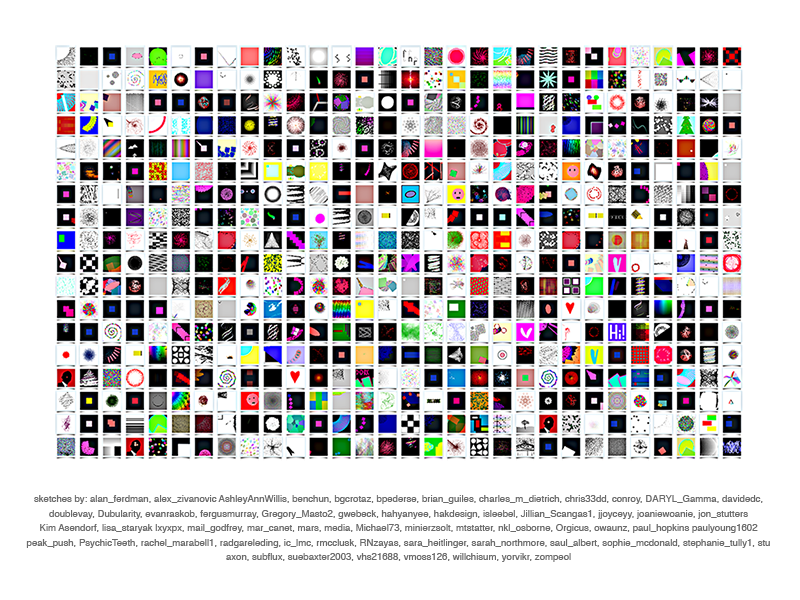 Hi!
sketches by: alan_ferdman, alex_zivanovic AshleyAnnWillis, benchun, bgcrotaz, bpederse, brian_guiles, charles_m_dietrich, chris33dd, conroy, DARYL_Gamma, davidedc,
doublevay, Dubularity, evanraskob, fergusmurray, Gregory_Masto2, gwebeck, hahyanyee, hakdesign, isleebel, Jillian_Scangas1, jjoyceyy, joaniewoanie, jon_stutters
Kim Asendorf, lisa_staryak lxyxpx, mail_godfrey, mar_canet, mars, media, Michael73, minierzsolt, mtstatter, nkl_osborne, Orgicus, owaunz, paul_hopkins paulyoung1602
peak_push, PsychicTeeth, rachel_marabell1, radgareleding, ic_lmc, rmcclusk, RNzayas, sara_heitlinger, sarah_northmore, saul_albert, sophie_mcdonald, stephanie_tully1, stu
axon, subflux, suebaxter2003, vhs21688, vmoss126, willchisum, yorvikr, zompeol